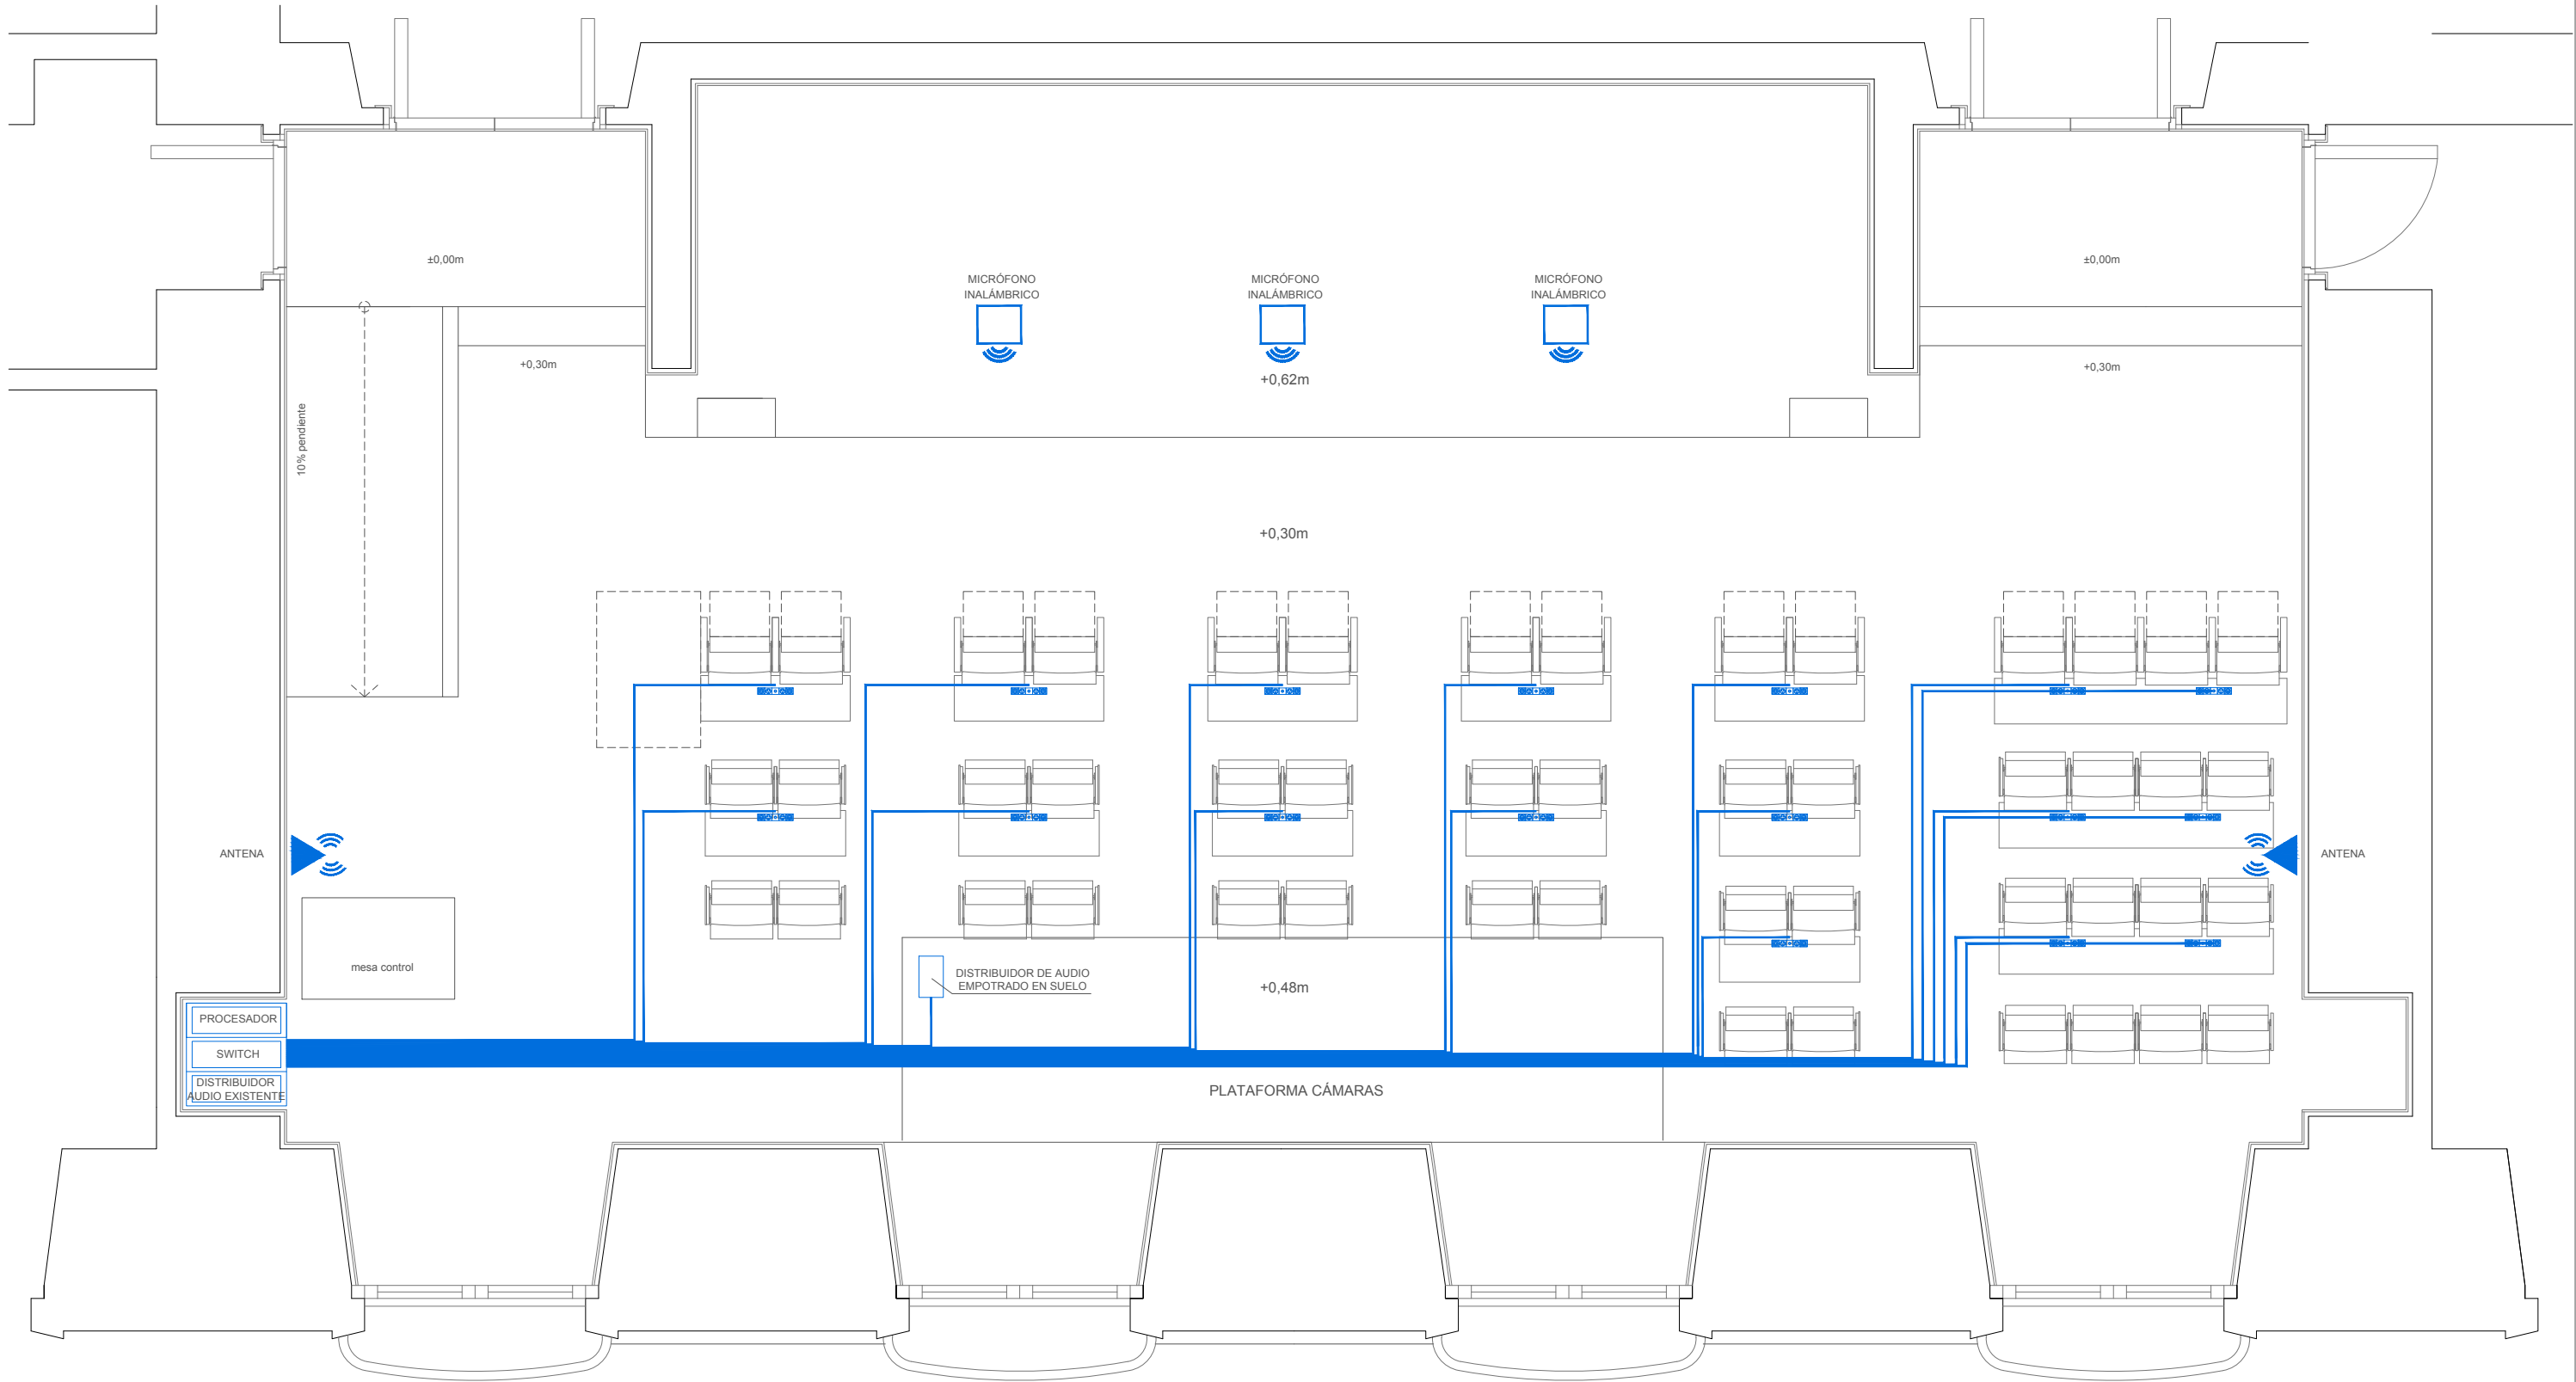 ±0,00m
±0,00m
MICRÓFONO
INALÁMBRICO
MICRÓFONO
INALÁMBRICO
MICRÓFONO
INALÁMBRICO
+0,30m
+0,62m
+0,30m
10% pendiente
+0,30m
ANTENA
ANTENA
mesa control
DISTRIBUIDOR DE AUDIO
EMPOTRADO EN SUELO
+0,48m
PROCESADOR
SWITCH
DISTRIBUIDOR
AUDIO EXISTENTE
PLATAFORMA CÁMARAS